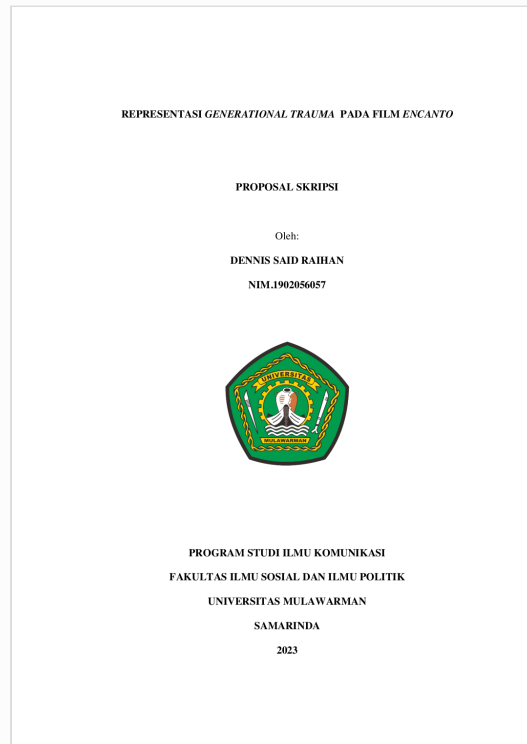 REPRESENTASI GENERATIONAL TRAUMA PADA FILM ENCANTO
PROPOSAL SKRIPSI
Oleh:
DENNIS SAID RAIHAN
NIM.1902056057
UNIVERSITAS
MULAWARMAN
PROGRAM STUDI ILMU KOMUNIKASI
FAKULTAS ILMU SOSIAL DAN ILMU POLITIK
UNIVERSITAS MULAWARMAN
SAMARINDA
2023